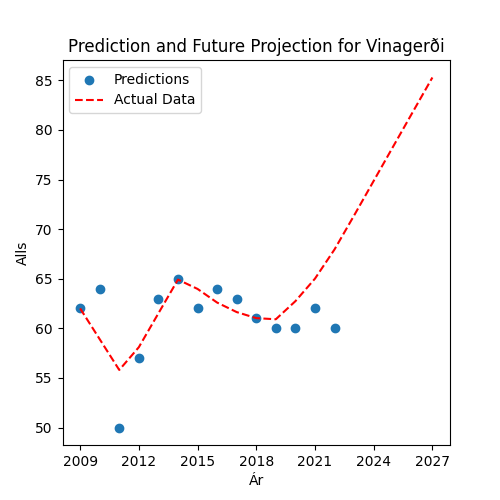 Prediction and Future Projection for Vinagerði
Predictions
Actual Data
85
80
75
70
65
60
55
50
Alls
2009 2012 2015 2018 2021 2024 2027
Ár